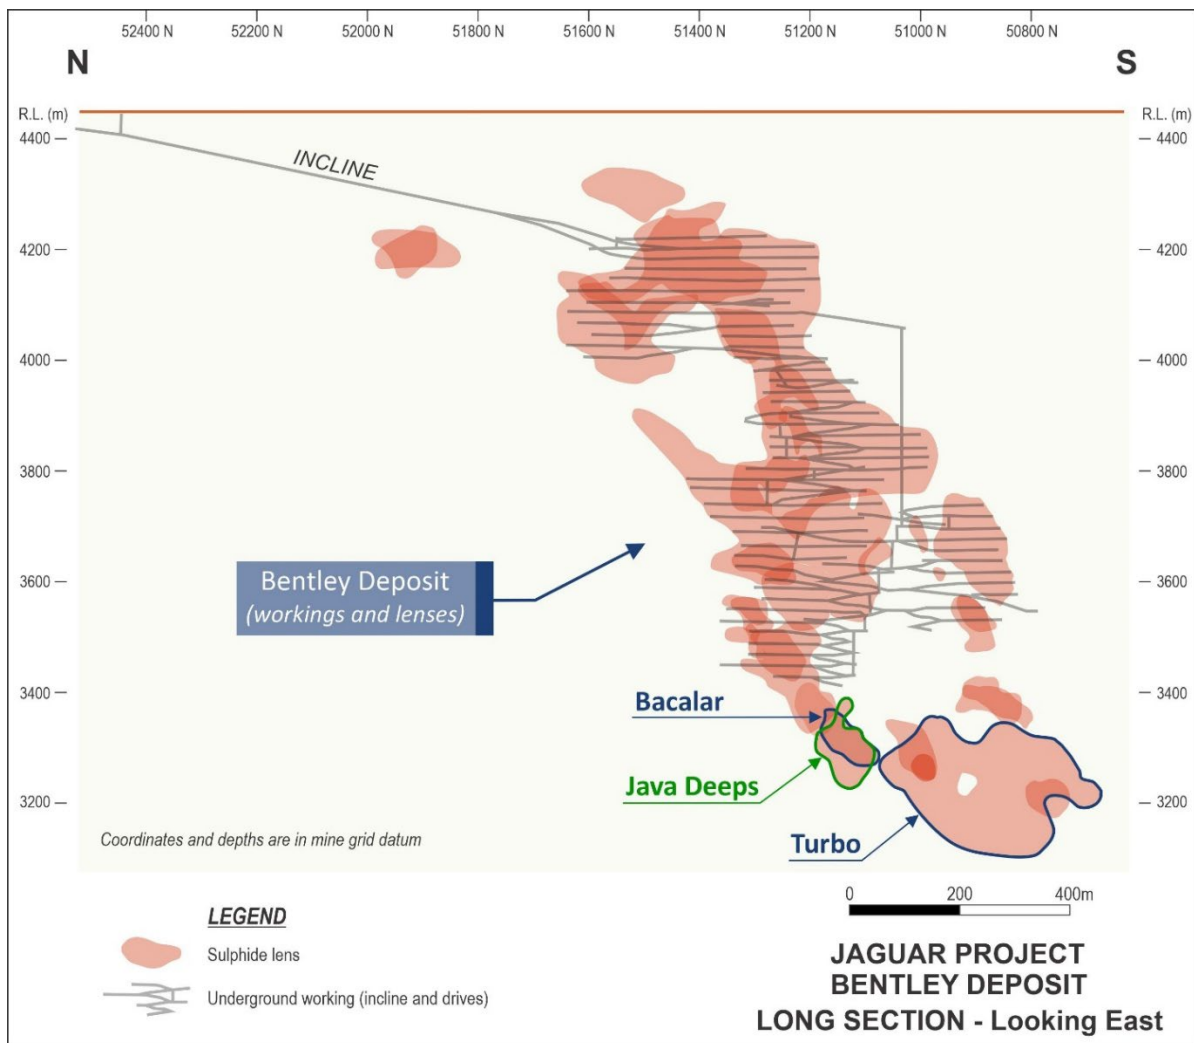 52400 N 52200 N 52000 N 51800 N 51600 N 51400 N 51200 N 51000 N 50800 N
N S
R.L. (m) R.L. (m)
4400 4400
INCLINE
4200 4200
4000 4000
3800 3800
Bentley Deposit
(workings and lenses)
3600 3600
3400 3400
Bacalar
Java Deeps
3200 3200
Turbo
Coordinates and depths are in mine grid datum
0 200 400m
LEGEND
Sulphide lens
Underground working (incline and drives)
JAGUAR PROJECT
BENTLEY DEPOSIT
LONG SECTION - Looking East